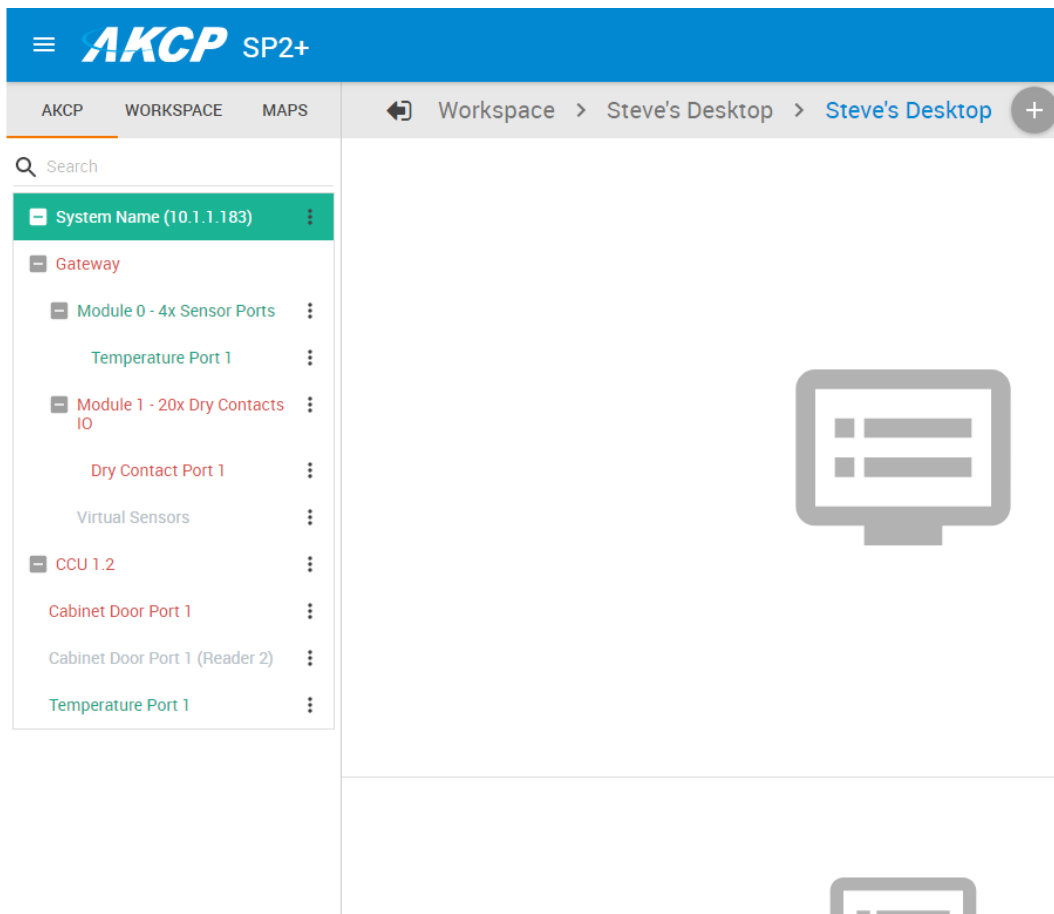 AKCP SP2+
AKCP WORKSPACE MAPS
Workspace > Steve's Desktop > Steve's Desktop +
Search
System Name (10.1.1.183)
Gateway
Module 0 - 4x Sensor Ports
Temperature Port 1
Module 1 - 20x Dry Contacts
IO
Dry Contact Port 1
Virtual Sensors
CCU 1.2
Cabinet Door Port 1
Cabinet Door Port 1 (Reader 2)
Temperature Port 1